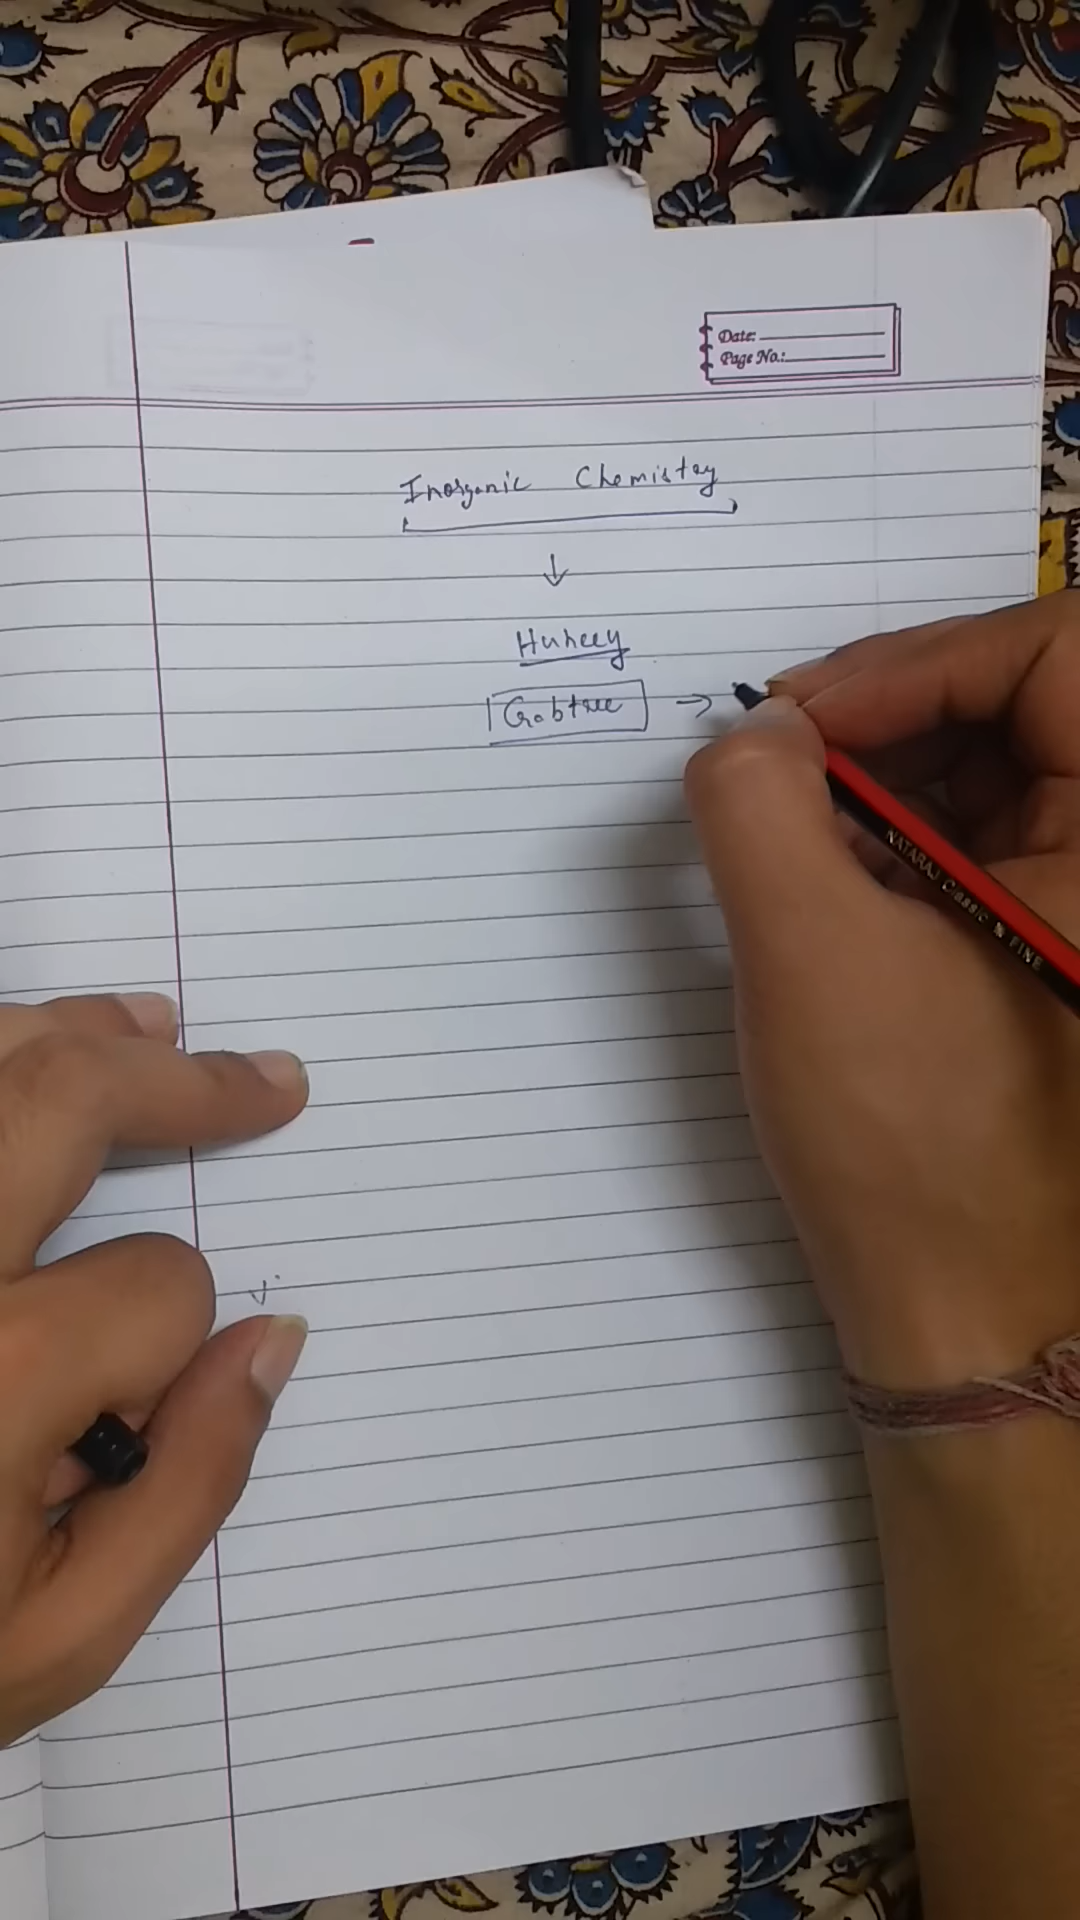 Date:
Page No.:
Inorganic Chemistry
↓
Huheey
Crabtree →
NATARAJ Classic FINE